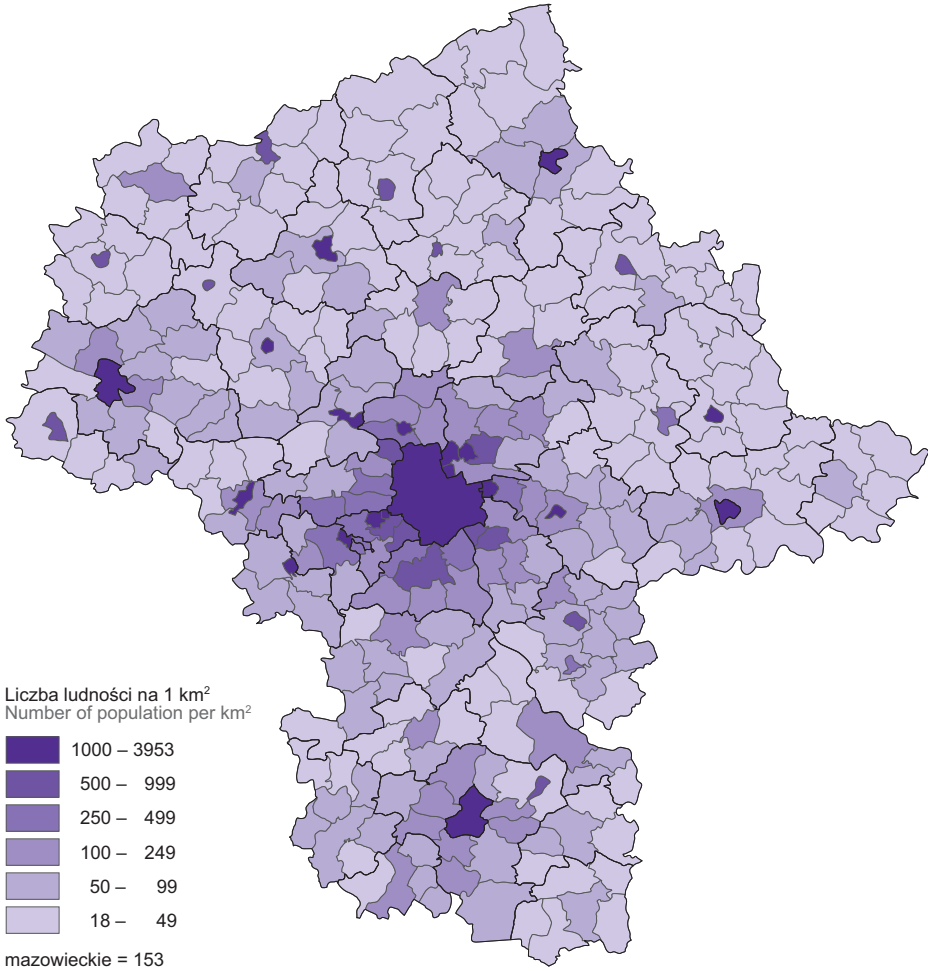 Liczba ludności na 1 km²
Number of population per km²
1000 – 3953
500 – 999
250 – 499
100 – 249
50 – 99
18 – 49
mazowieckie = 153